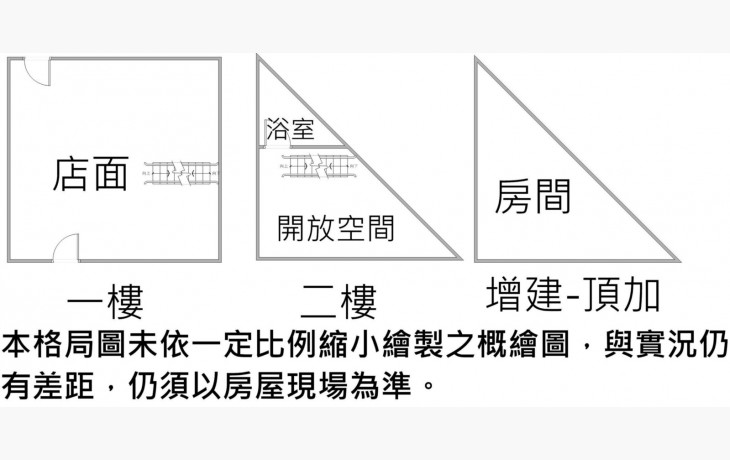 店面
浴室
開放空間
房間
一樓
二樓
增建-頂加
本格局圖未依一定比例縮小繪製之概繪圖，與實況仍
有差距，仍須以房屋現場為準。